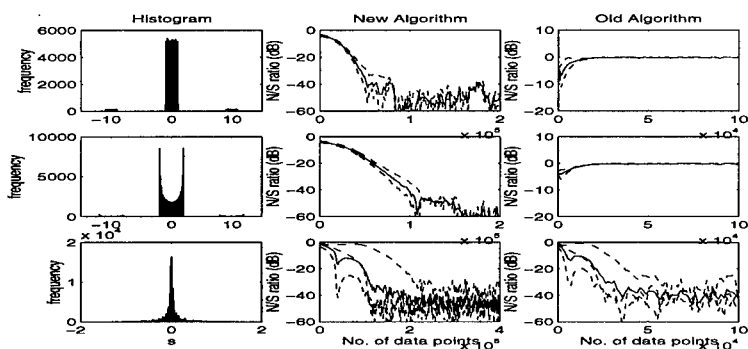 Histogram New Algorithm Old Algorithm
frequency
6000
4000
2000
0
−10 0 10
N/S ratio (dB)
0
−20
−40
−60
0 1 2
× 10^5
N/S ratio (dB)
20
10
0
−10
−20
0 5 10
× 10^4
frequency
10000
5000
0
−10 0 10
N/S ratio (dB)
0
−20
−40
−60
0 1 2
× 10^5
N/S ratio (dB)
20
10
0
−10
−20
0 5 10
× 10^4
× 10^4
frequency
2
1
0
−2 0 2
s
N/S ratio (dB)
0
−20
−40
−60
0 2 4
No. of data points
× 10^5
N/S ratio (dB)
0
−20
−40
−60
0 5 10
No. of data points
× 10^4